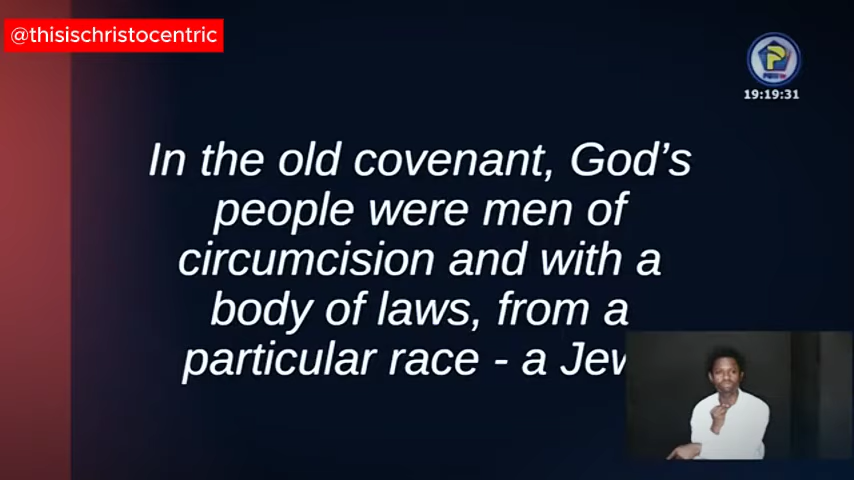 @thisischristocentric
P
19:19:31
In the old covenant, God’s
people were men of
circumcision and with a
body of laws, from a
particular race - a